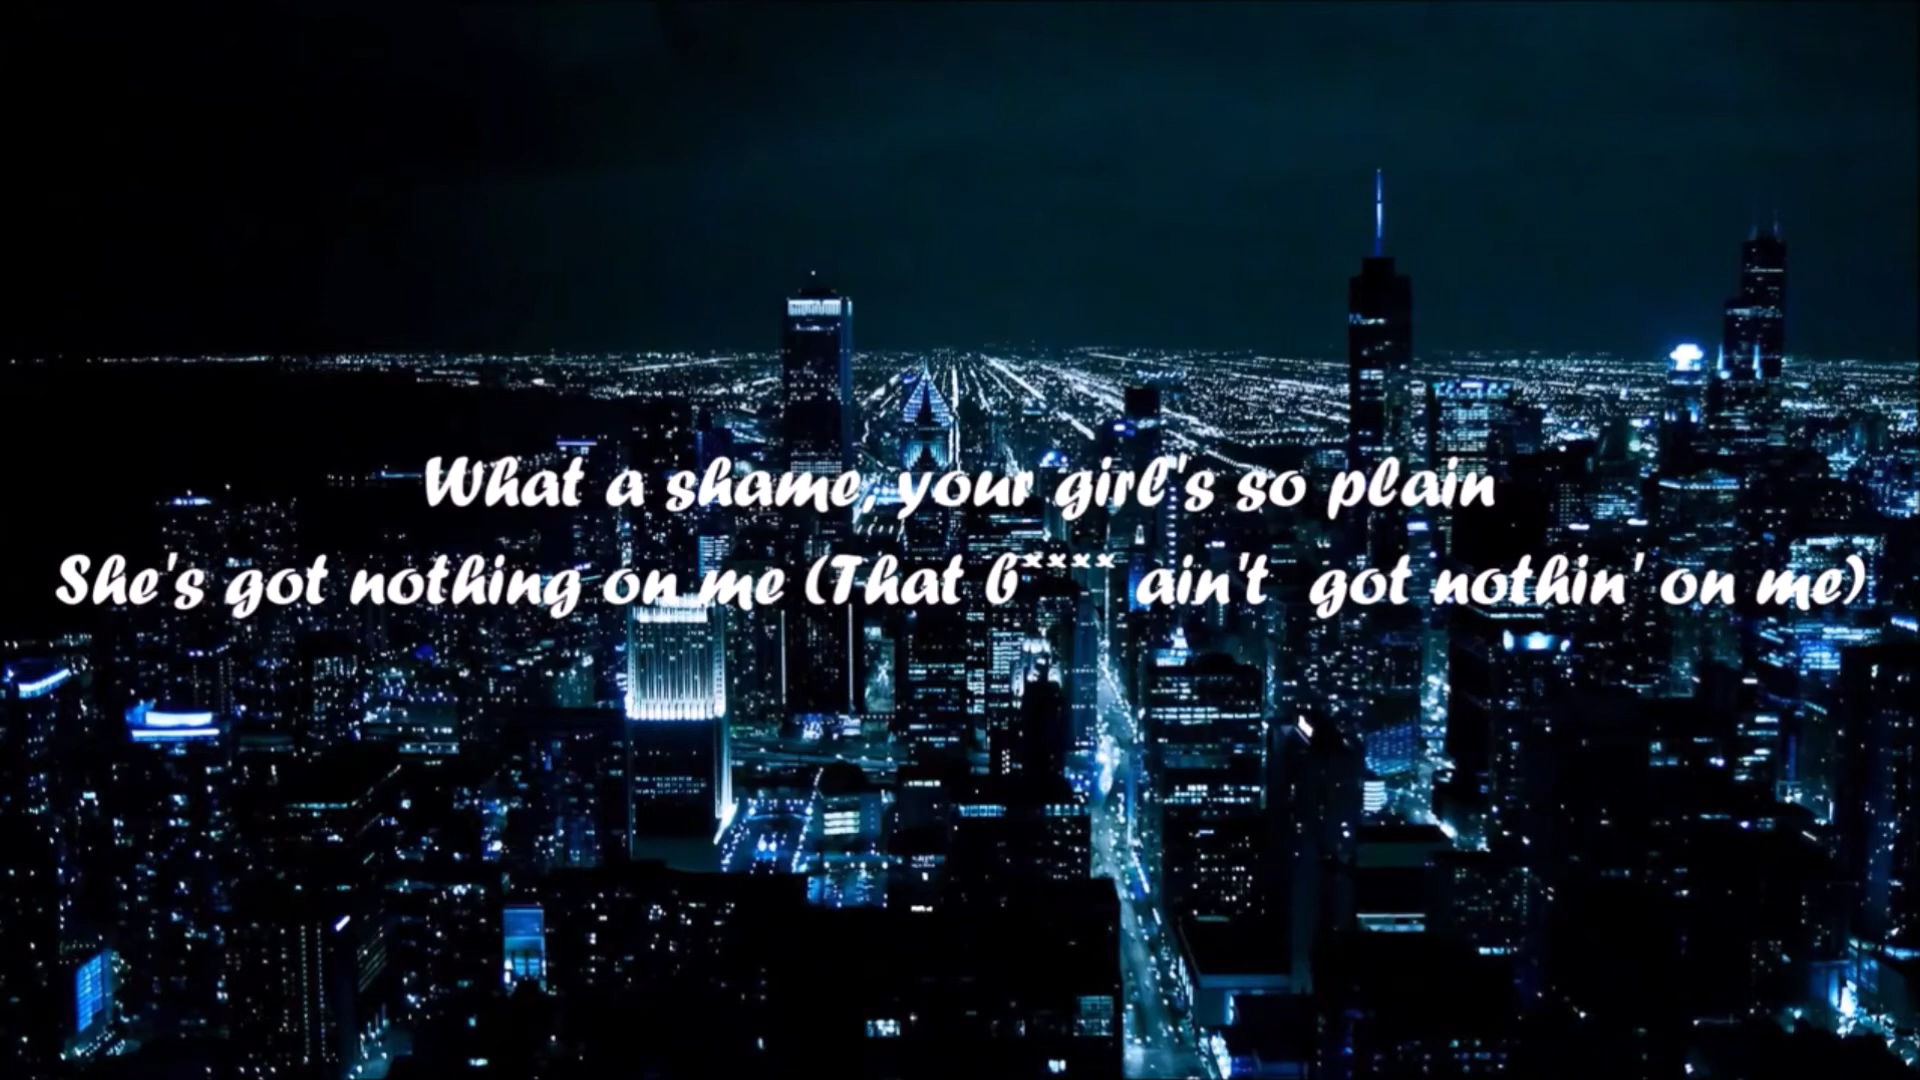 What a shame, your girl's so plain
She's got nothing on me (That b**** ain't  got nothin' on me)